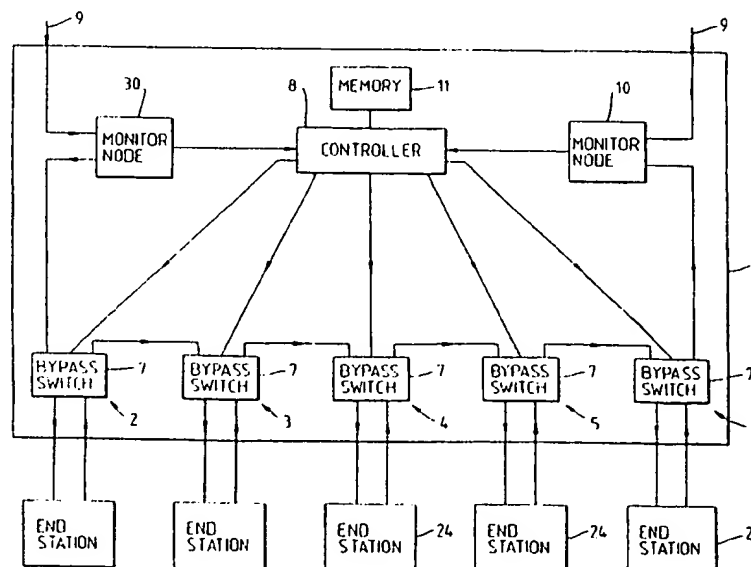 9
9
30
8
MEMORY
11
10
MONITOR
NODE
CONTROLLER
MONITOR
NODE
BYPASS
SWITCH
7
BYPASS
SWITCH
7
BYPASS
SWITCH
7
BYPASS
SWITCH
7
BYPASS
SWITCH
2
3
4
5
END
STATION
END
STATION
END
STATION
24
END
STATION
24
END
STATION